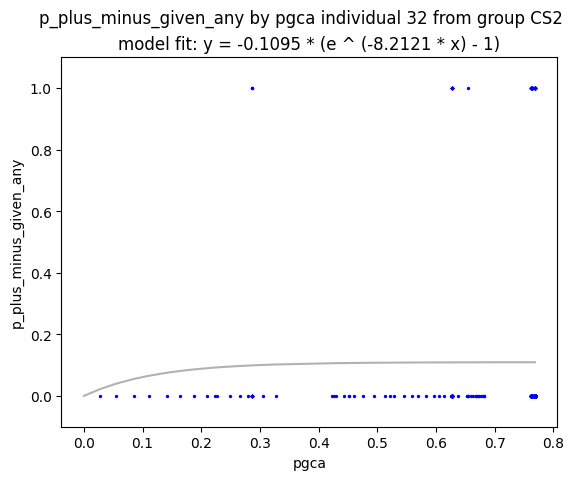 p_plus_minus_given_any by pgca individual 32 from group CS2
model fit: y = -0.1095 * (e ^ (-8.2121 * x) - 1)
1.0
0.8
0.6
0.4
0.2
0.0
p_plus_minus_given_any
0.0 0.1 0.2 0.3 0.4 0.5 0.6 0.7 0.8
pgca